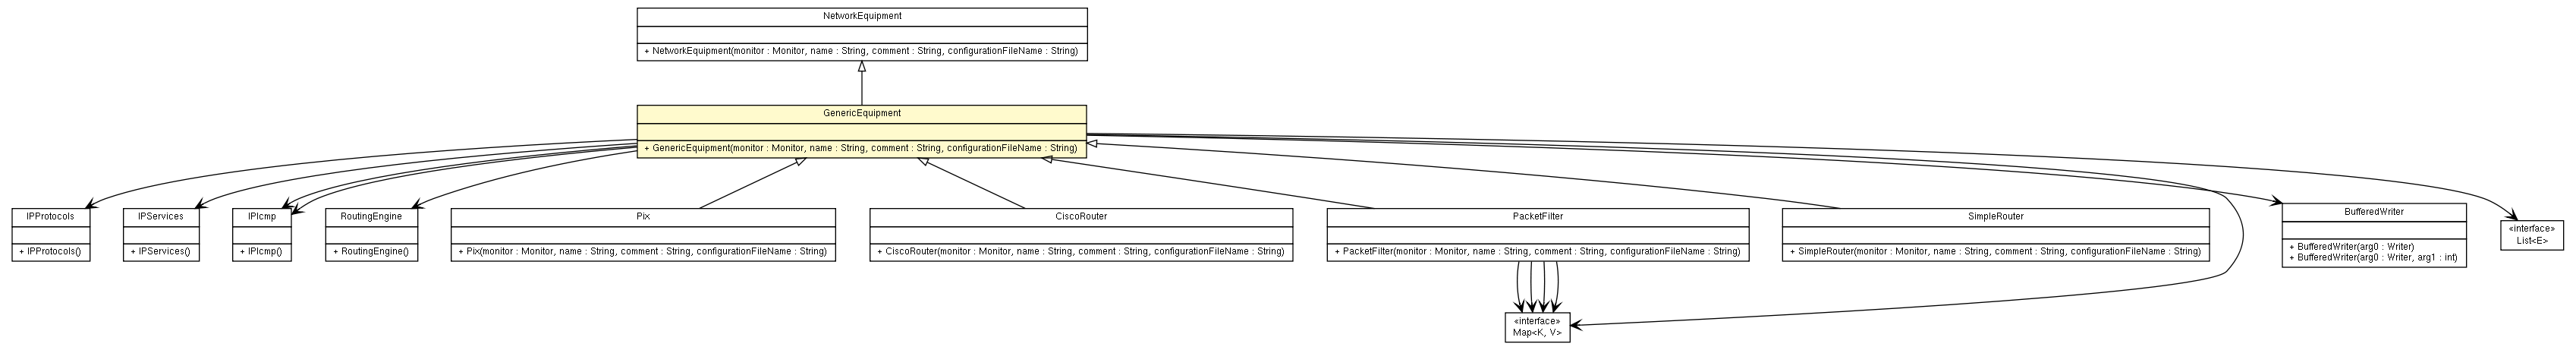 NetworkEquipment
+ NetworkEquipment(monitor : Monitor, name : String, comment : String, configurationFileName : String)
GenericEquipment
+ GenericEquipment(monitor : Monitor, name : String, comment : String, configurationFileName : String)
IPProtocols
+ IPProtocols()
IPServices
+ IPServices()
IPIcmp
+ IPIcmp()
RoutingEngine
+ RoutingEngine()
Pix
+ Pix(monitor : Monitor, name : String, comment : String, configurationFileName : String)
CiscoRouter
+ CiscoRouter(monitor : Monitor, name : String, comment : String, configurationFileName : String)
PacketFilter
+ PacketFilter(monitor : Monitor, name : String, comment : String, configurationFileName : String)
SimpleRouter
+ SimpleRouter(monitor : Monitor, name : String, comment : String, configurationFileName : String)
BufferedWriter
+ BufferedWriter(arg0 : Writer)
+ BufferedWriter(arg0 : Writer, arg1 : int)
«interface»
List<E>
«interface»
Map<K, V>